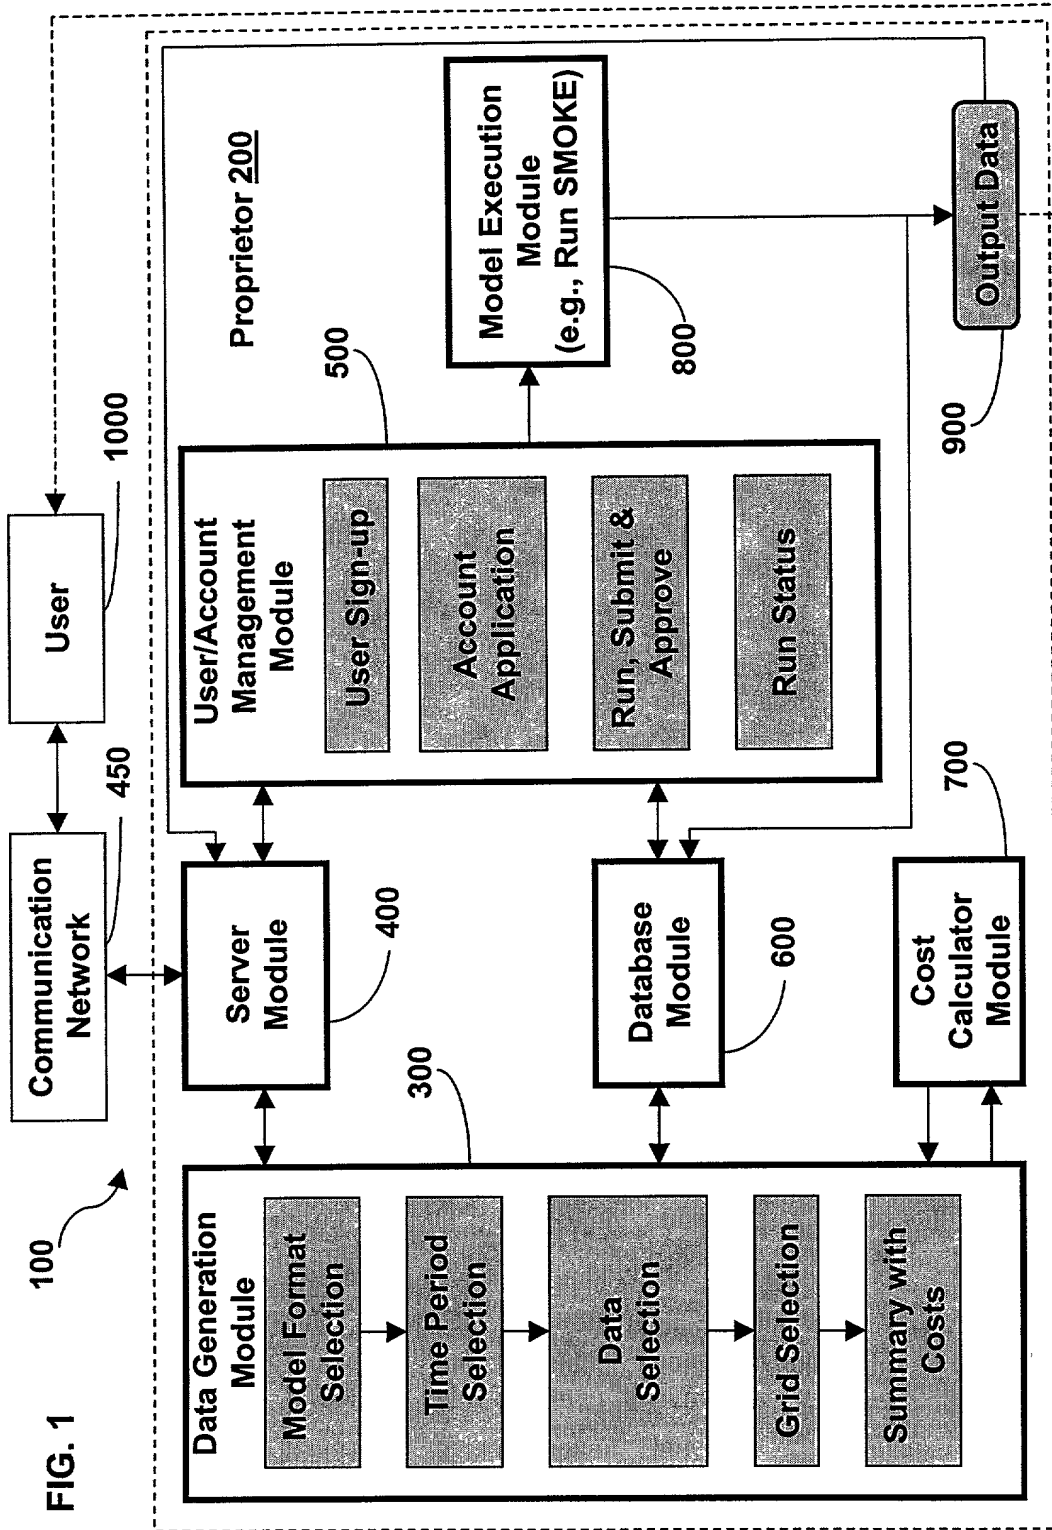 FIG. 1
100
Communication
Network
450
User
1000
Proprietor 200
Data Generation
Module
Model Format
Selection
Time Period
Selection
Data
Selection
Grid Selection
Summary with
Costs
300
Server
Module
400
Database
Module
600
Cost
Calculator
Module
700
User/Account
Management
Module
User Sign-up
Account
Application
Run, Submit &
Approve
Run Status
500
Model Execution
Module
(e.g., Run SMOKE)
800
Output Data
900